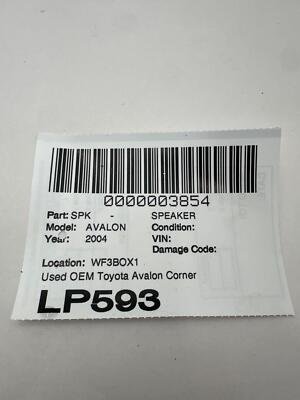 0000003854
Part: SPK - SPEAKER
Model: AVALON Condition:
Year: 2004 VIN:
Damage Code:
Location: WF3BOX1
Used OEM Toyota Avalon Corner
LP593